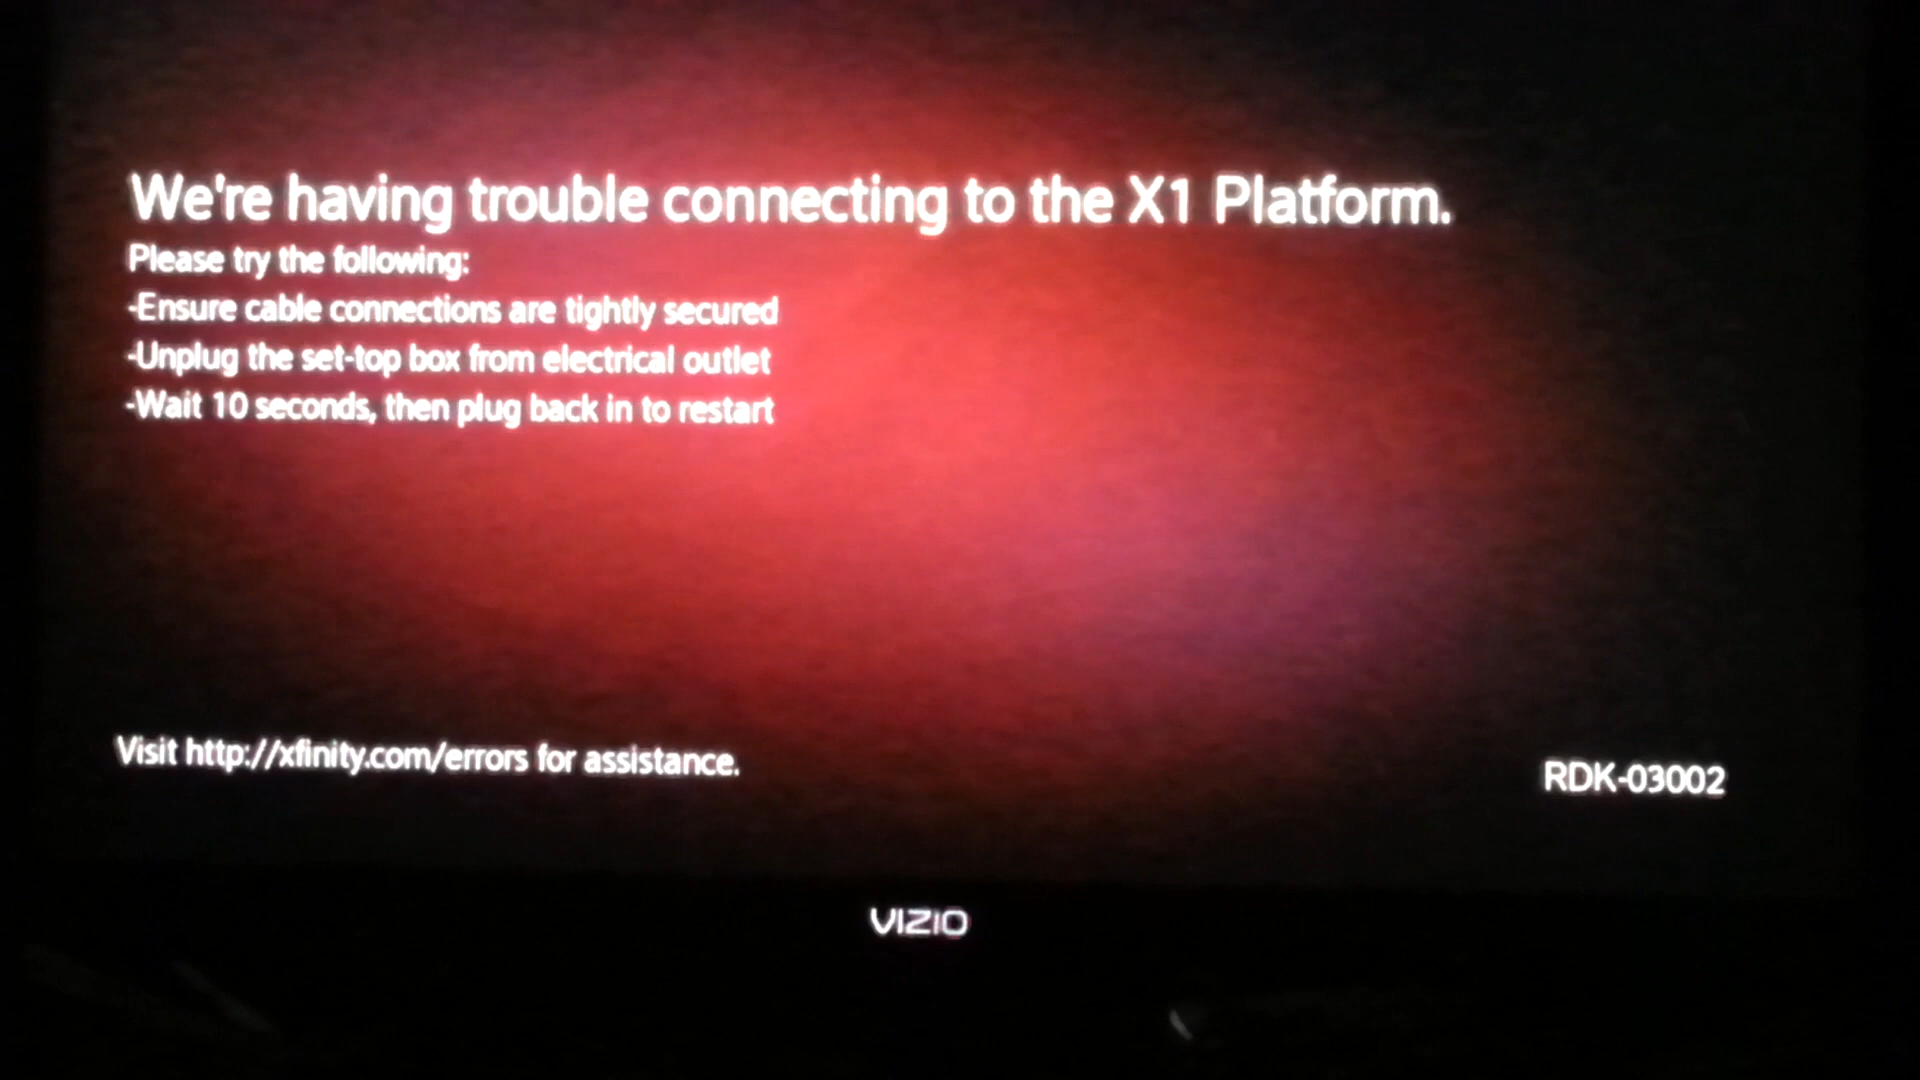 We're having trouble connecting to the X1 Platform.
Please try the following:
-Ensure cable connections are tightly secured
-Unplug the set-top box from electrical outlet
-Wait 10 seconds, then plug back in to restart
Visit http://xfinity.com/errors for assistance.
RDK-03002
VIZIO